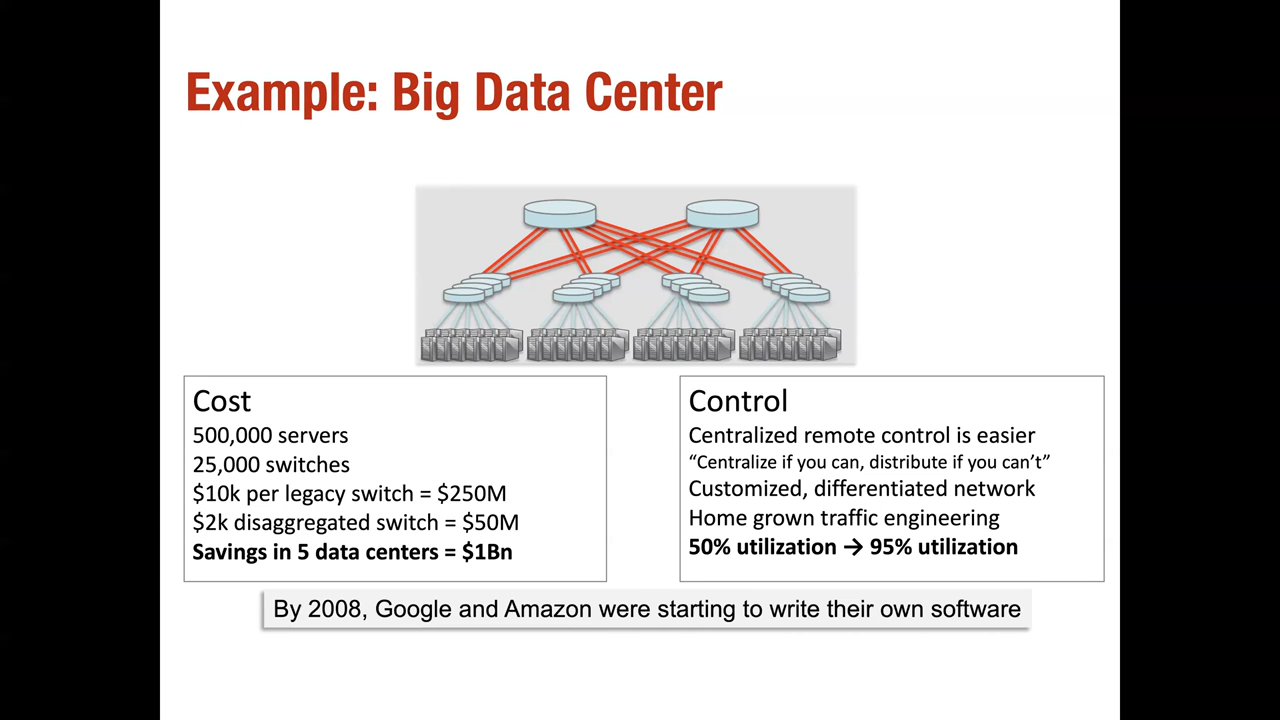 Example: Big Data Center
Cost
500,000 servers
25,000 switches
$10k per legacy switch = $250M
$2k disaggregated switch = $50M
Savings in 5 data centers = $1Bn
Control
Centralized remote control is easier
“Centralize if you can, distribute if you can’t”
Customized, differentiated network
Home grown traffic engineering
50% utilization → 95% utilization
By 2008, Google and Amazon were starting to write their own software